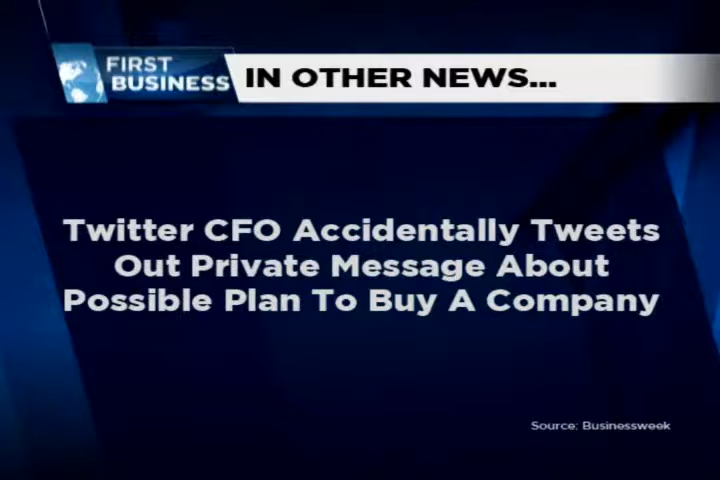 FIRST
BUSINESS
IN OTHER NEWS...
Twitter CFO Accidentally Tweets
Out Private Message About
Possible Plan To Buy A Company
Source: Businessweek